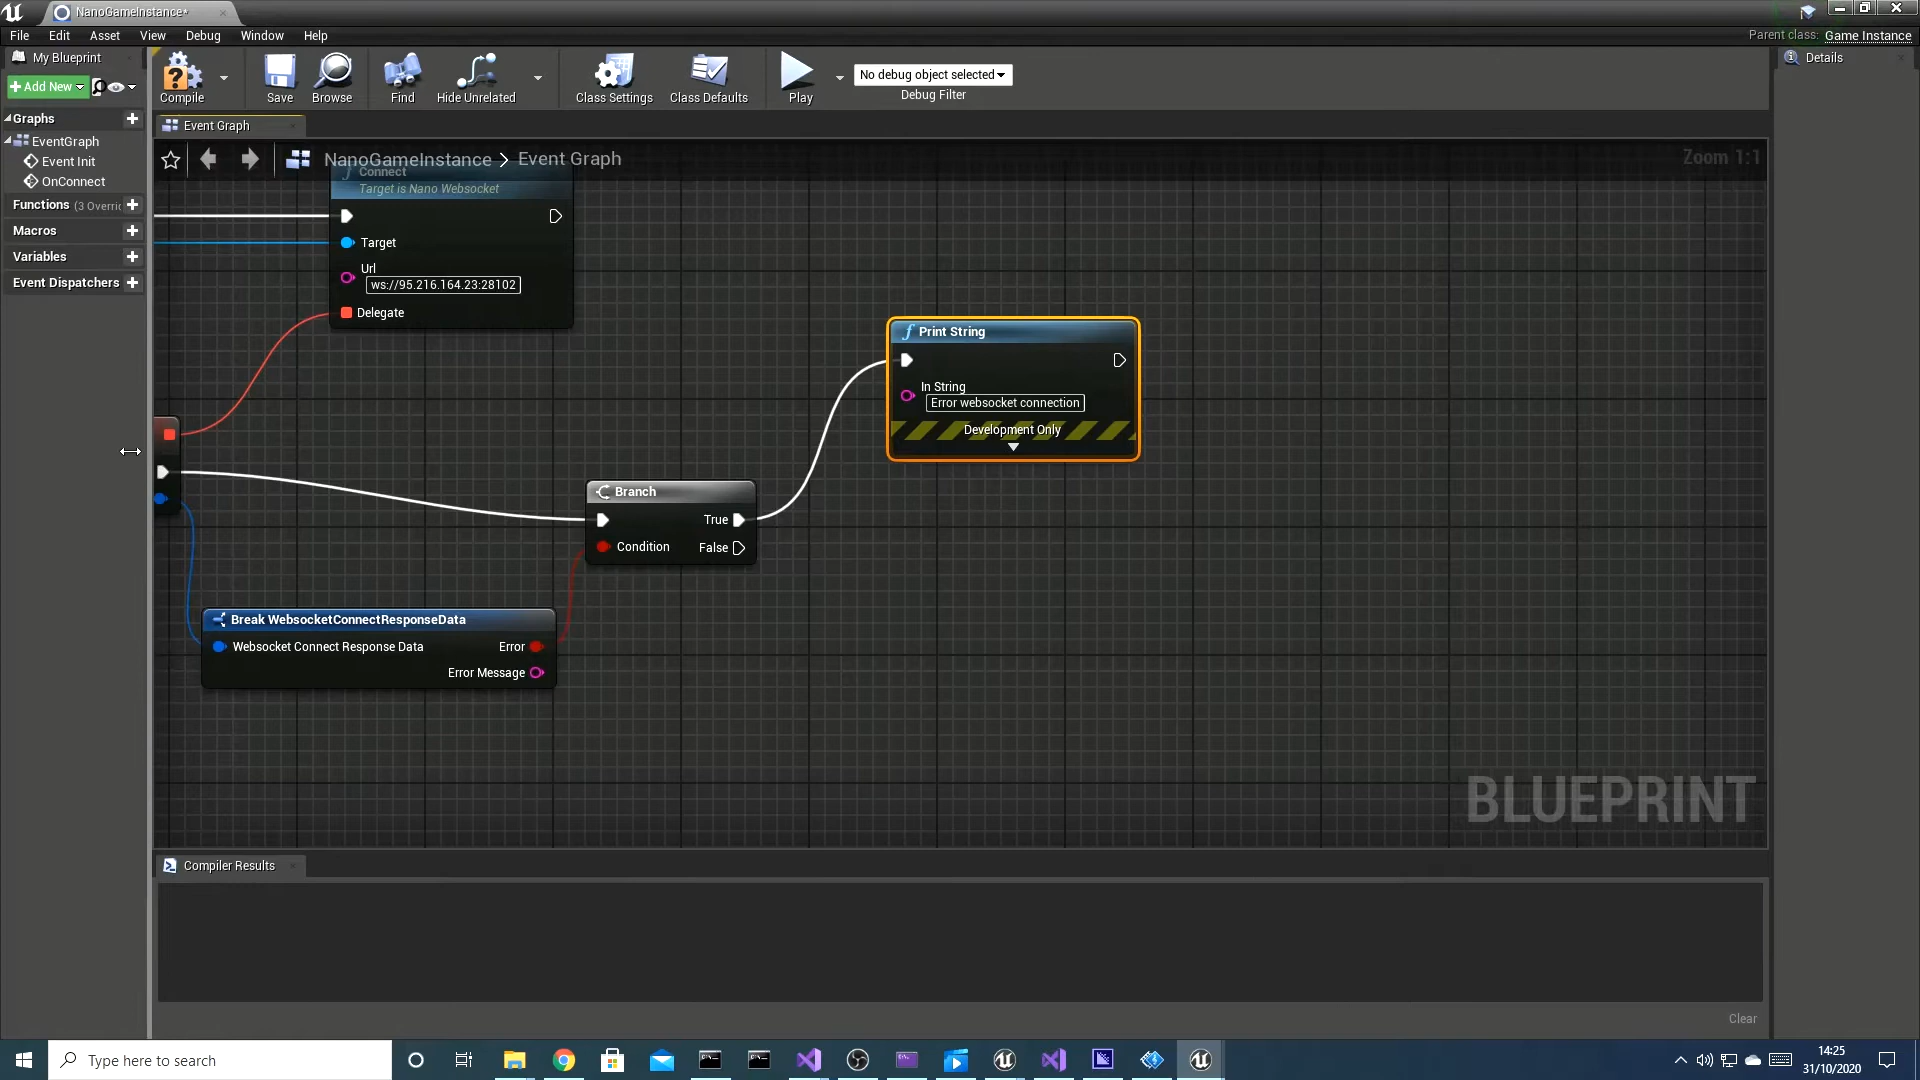 NanoGameInstance*
File Edit Asset View Debug Window Help
Parent class: Game Instance
My Blueprint
Details
Add New
Compile
Save
Browse
Find
Hide Unrelated
Class Settings
Class Defaults
Play
No debug object selected
Debug Filter
Graphs
EventGraph
Event Init
OnConnect
Functions (3 Overric
Macros
Variables
Event Dispatchers
Event Graph
NanoGameInstance > Event Graph
Zoom 1:1
Connect
Target is Nano Websocket
Target
Url
ws://95.216.164.23:28102
Delegate
Print String
In String
Error websocket connection
Development Only
Branch
True
Condition
False
Break WebsocketConnectResponseData
Websocket Connect Response Data
Error
Error Message
BLUEPRINT
Compiler Results
Clear
Type here to search
14:25
31/10/2020